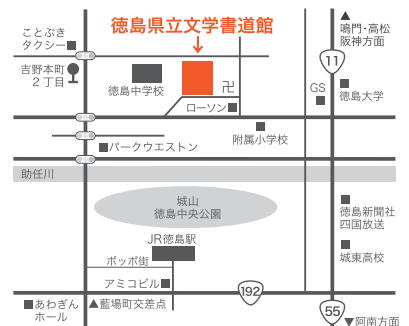 徳島県立文学書道館
ことぶき
タクシー
鳴門・高松
阪神方面
11
吉野本町
2丁目
徳島中学校
卍
GS
徳島大学
ローソン
附属小学校
パークウエストン
助任川
城山
徳島中央公園
徳島新聞社
四国放送
JR徳島駅
城東高校
ポッポ街
アミコビル
192
あわぎん
ホール
藍場町交差点
55
阿南方面